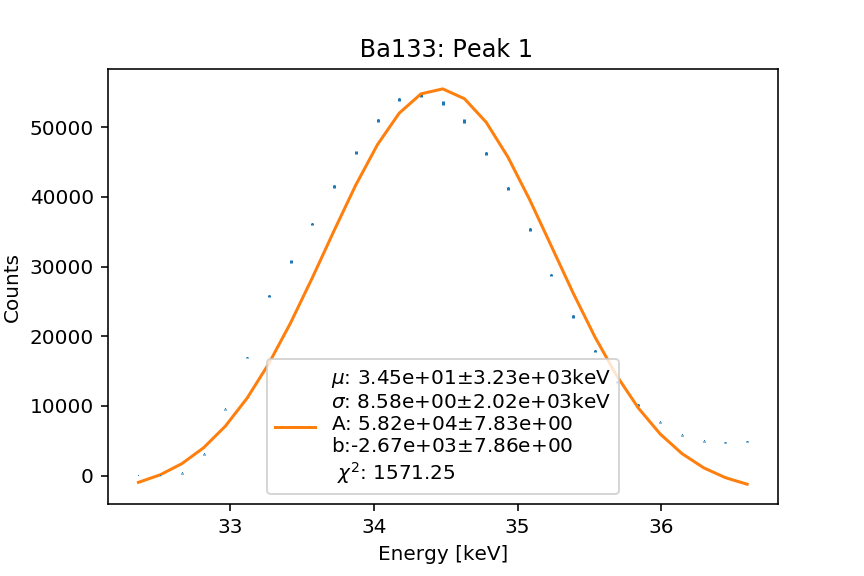 Ba133: Peak 1
Counts
50000
40000
30000
20000
10000
0
μ: 3.45e+01±3.23e+03keV
σ: 8.58e+00±2.02e+03keV
A: 5.82e+04±7.83e+00
b:-2.67e+03±7.86e+00
χ²: 1571.25
33 34 35 36
Energy [keV]